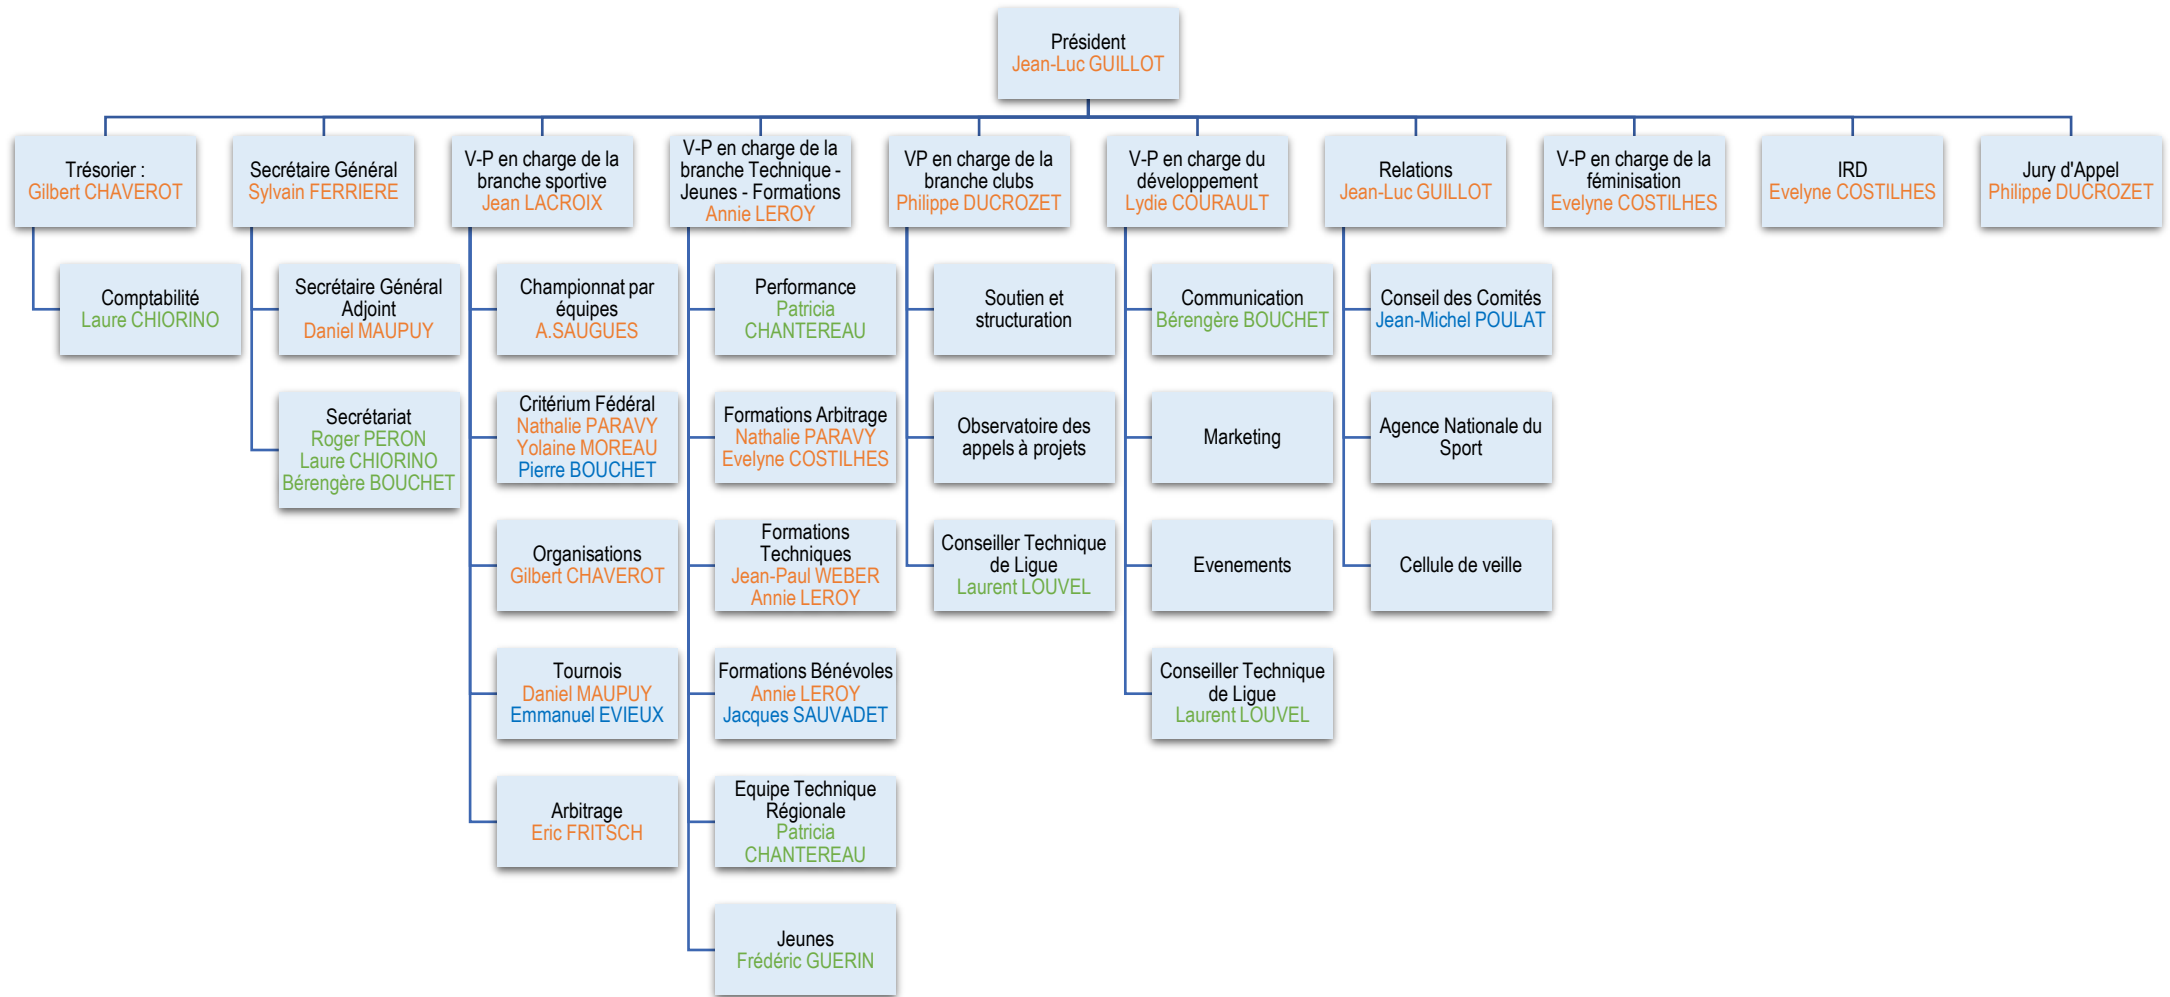 Président
Jean-Luc GUILLOT
Trésorier :
Gilbert CHAVEROT
Secrétaire Général
Sylvain FERRIERE
V-P en charge de la
branche sportive
Jean LACROIX
V-P en charge de la
branche Technique -
Jeunes - Formations
Annie LEROY
VP en charge de la
branche clubs
Philippe DUCROZET
V-P en charge du
développement
Lydie COURAULT
Relations
Jean-Luc GUILLOT
V-P en charge de la
féminisation
Evelyne COSTILHES
IRD
Evelyne COSTILHES
Jury d'Appel
Philippe DUCROZET
Comptabilité
Laure CHIORINO
Secrétaire Général
Adjoint
Daniel MAUPUY
Championnat par
équipes
A.SAUGUES
Performance
Patricia
CHANTEREAU
Soutien et
structuration
Communication
Bérengère BOUCHET
Conseil des Comités
Jean-Michel POULAT
Secrétariat
Roger PERON
Laure CHIORINO
Bérengère BOUCHET
Critérium Fédéral
Nathalie PARAVY
Yolaine MOREAU
Pierre BOUCHET
Formations Arbitrage
Nathalie PARAVY
Evelyne COSTILHES
Observatoire des
appels à projets
Marketing
Agence Nationale du
Sport
Organisations
Gilbert CHAVEROT
Formations
Techniques
Jean-Paul WEBER
Annie LEROY
Conseiller Technique
de Ligue
Laurent LOUVEL
Evenements
Cellule de veille
Tournois
Daniel MAUPUY
Emmanuel EVIEUX
Formations Bénévoles
Annie LEROY
Jacques SAUVADET
Conseiller Technique
de Ligue
Laurent LOUVEL
Arbitrage
Eric FRITSCH
Equipe Technique
Régionale
Patricia
CHANTEREAU
Jeunes
Frédéric GUERIN